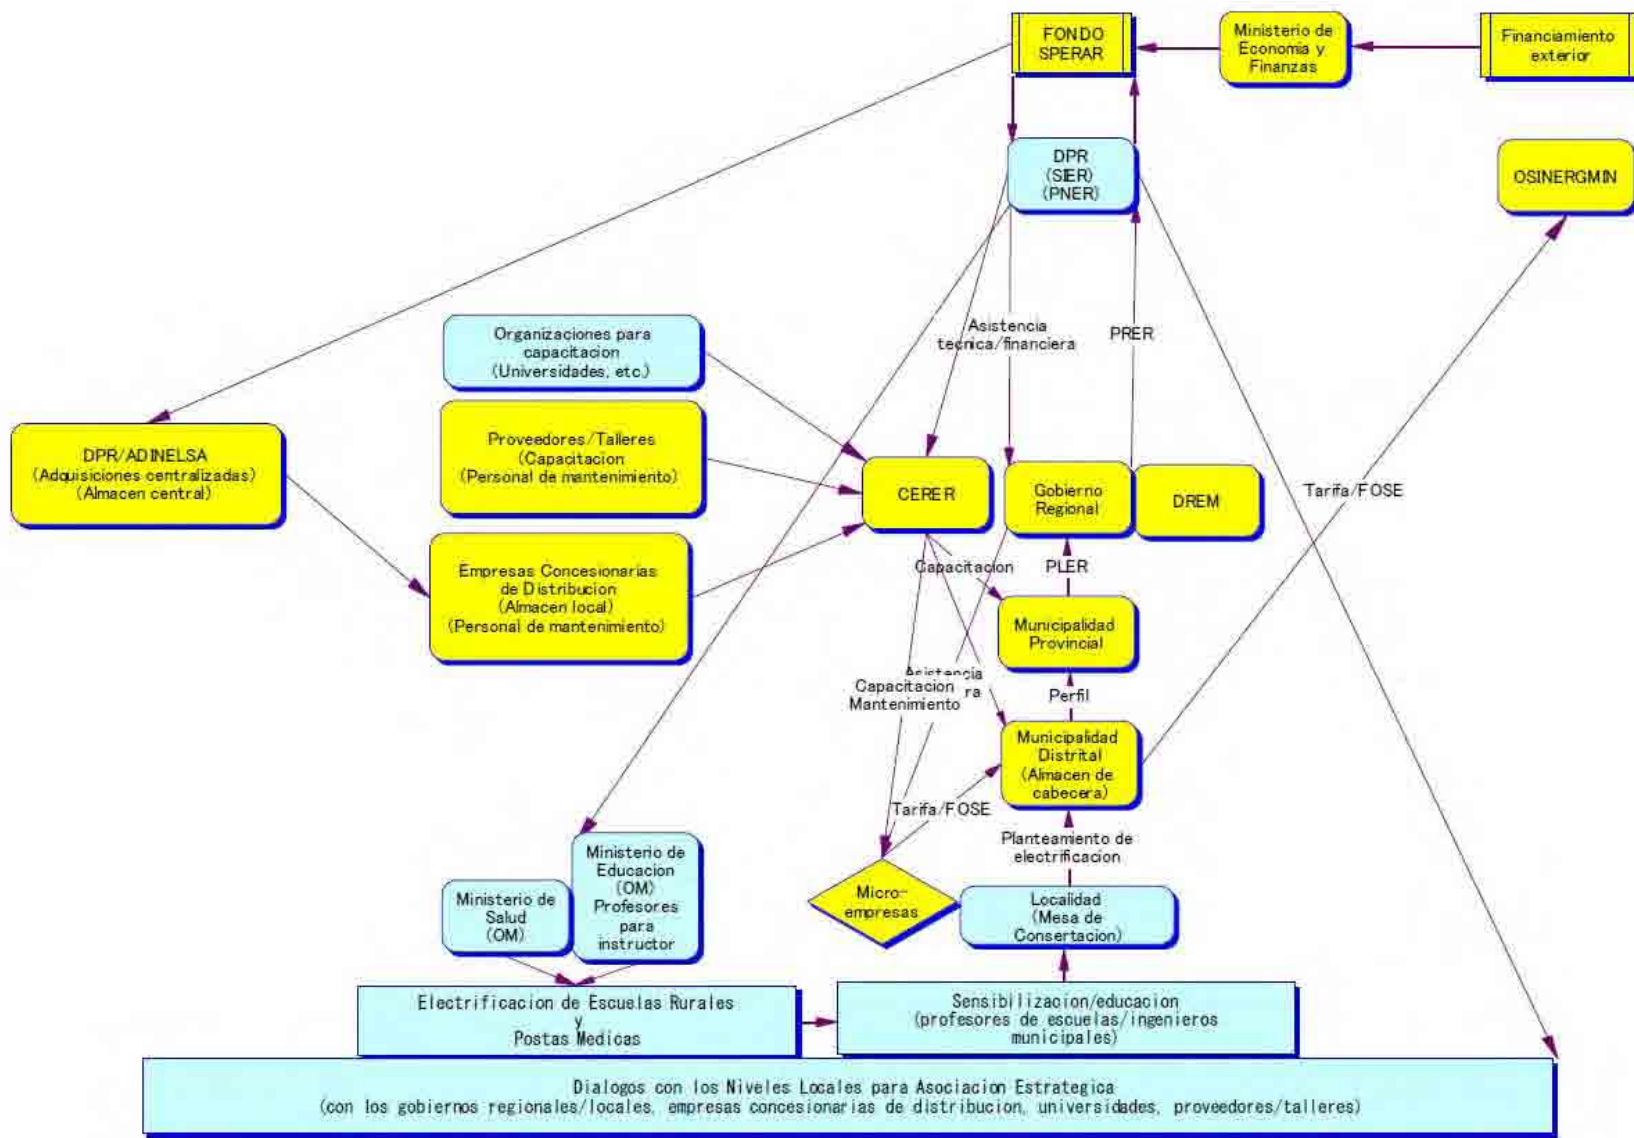 FONDO
SPERAR
Ministerio de
Economia y
Finanzas
Financiamiento
exterior
DPR
(SIER)
(PNER)
OSINERGMIN
Organizaciones para
capacitacion
(Universidades, etc.)
Asistencia
tecnica/financiera
PRER
Proveedores/Talleres
(Capacitacion
(Personal de mantenimiento)
DPR/ADINELSA
(Adquisiciones centralizadas)
(Almacen central)
CERER
Gobierno
Regional
DREM
Tarifa/FOSE
Empresas Concesionarias
de Distribucion
(Almacen local)
(Personal de mantenimiento)
Capacitacion
PLER
Municipalidad
Provincial
Asistencia
Capacitacion
Mantenimiento
Perfil
Municipalidad
Distrital
(Almacen de
cabecera)
Tarifa/FOSE
Planteamiento de
electrificacion
Ministerio de
Salud
(OM)
Ministerio de
Educacion
(OM)
Profesores
para
instructor
Micro-
empresas
Localidad
(Mesa de
Consertacion)
Electrificacion de Escuelas Rurales
y
Postas Medicas
Sensibilizacion/educacion
(profesores de escuelas/ingenieros
municipales)
Dialogos con los Niveles Locales para Asociacion Estrategica
(con los gobiernos regionales/locales, empresas concesionarias de distribucion, universidades, proveedores/talleres)